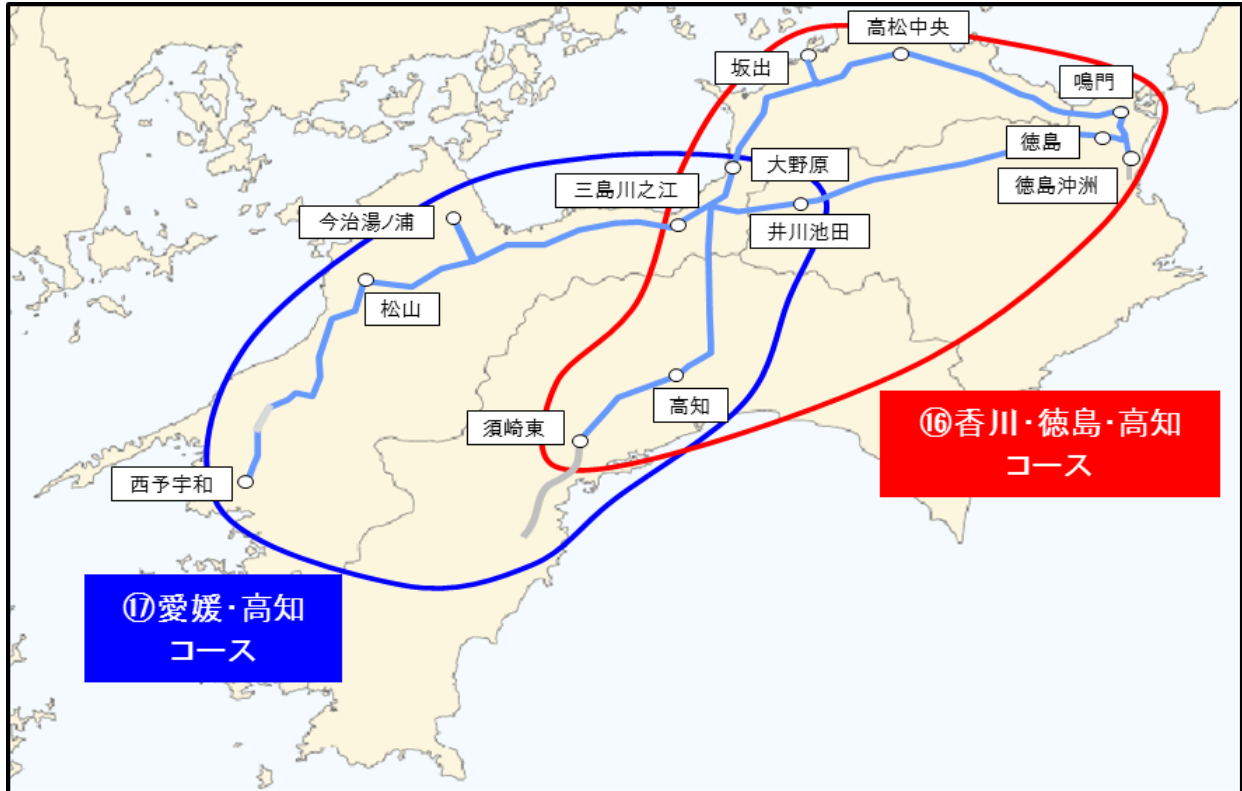 高松中央
坂出
鳴門
徳島
大野原
三島川之江
徳島沖洲
今治湯ノ浦
井川池田
松山
高知
須崎東
⑯香川・徳島・高知
コース
西予宇和
⑰愛媛・高知
コース